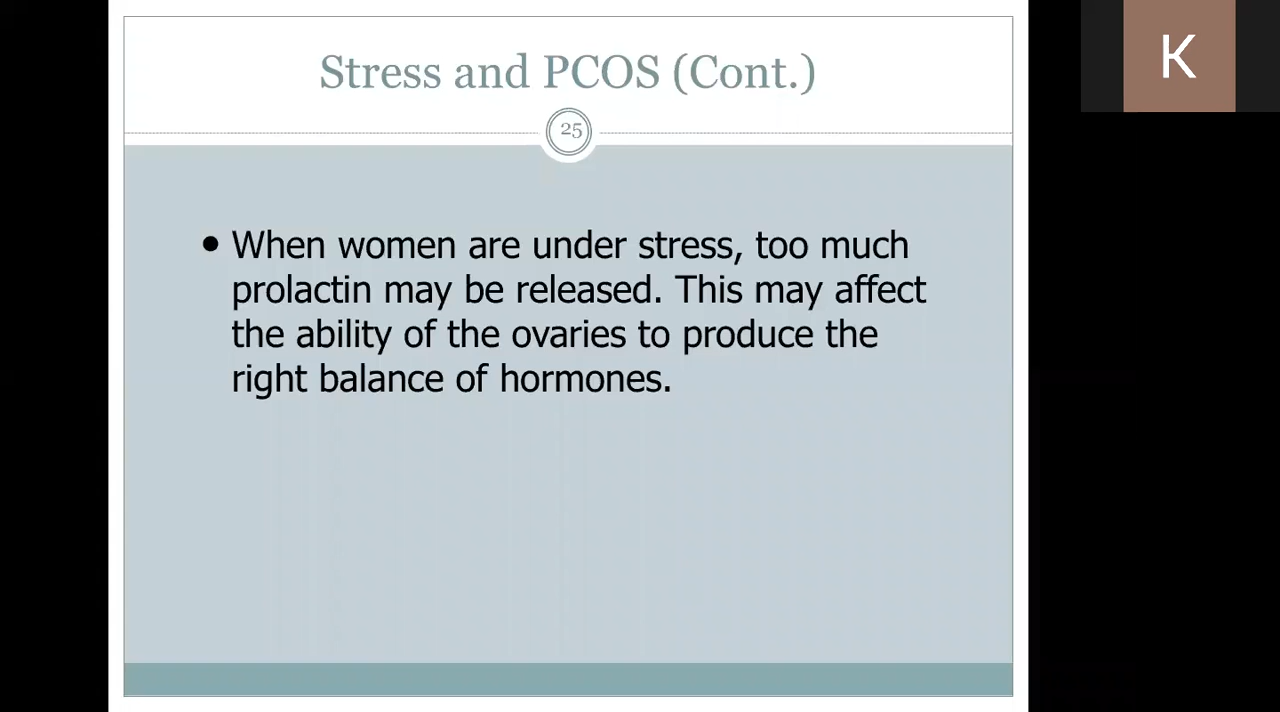 Stress and PCOS (Cont.)
25
• When women are under stress, too much
prolactin may be released. This may affect
the ability of the ovaries to produce the
right balance of hormones.
K